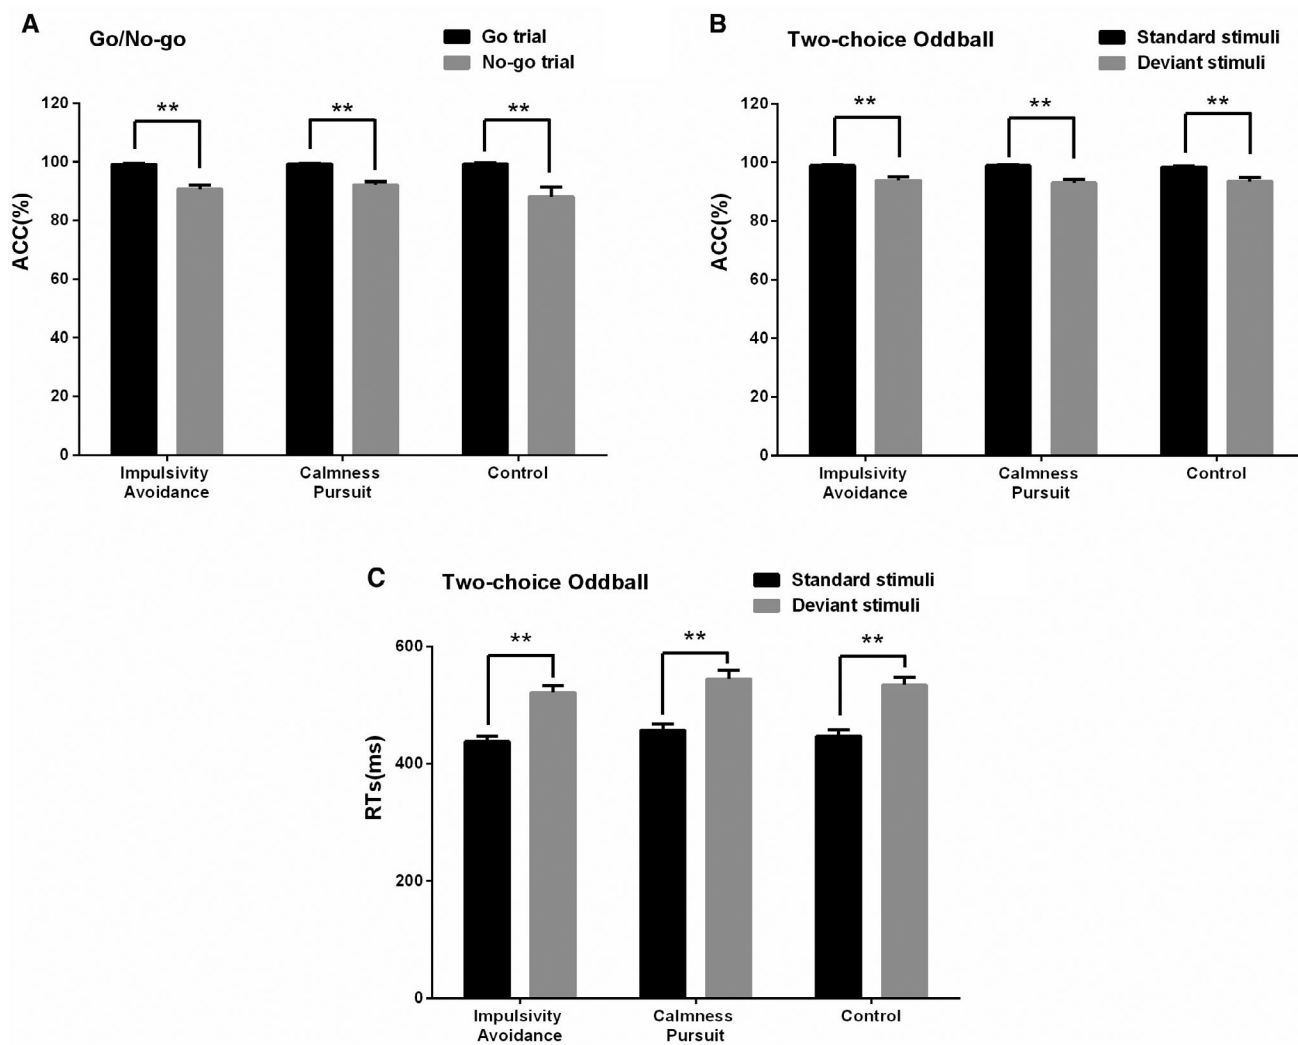 A
Go/No-go
Go trial
No-go trial
120
100
80
60
40
20
0
ACC(%)
**
**
**
Impulsivity
Avoidance
Calmness
Pursuit
Control
B
Two-choice Oddball
Standard stimuli
Deviant stimuli
120
100
80
60
40
20
0
ACC(%)
**
**
**
Impulsivity
Avoidance
Calmness
Pursuit
Control
C
Two-choice Oddball
Standard stimuli
Deviant stimuli
600
400
200
0
RTs(ms)
**
**
**
Impulsivity
Avoidance
Calmness
Pursuit
Control